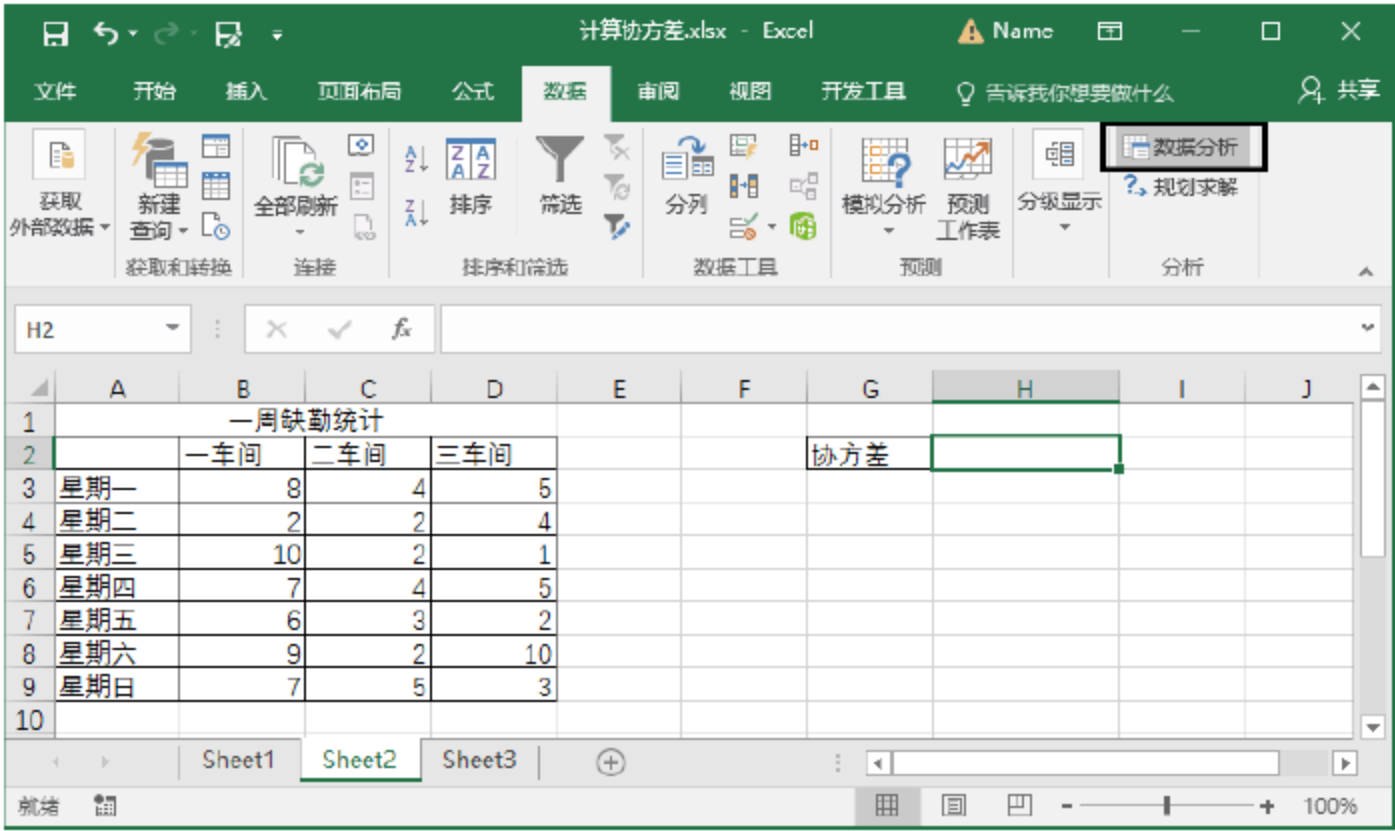 计算协方差.xlsx - Excel
Name
文件 开始 插入 页面布局 公式 数据 审阅 视图 开发工具 告诉我你想要做什么 共享
获取
外部数据
新建
查询
全部刷新
排序
筛选
分列
模拟分析
预测
工作表
分级显示
数据分析
规划求解
获取和转换 连接 排序和筛选 数据工具 预测 分析
H2 fx
A B C D E F G H I J
1 一周缺勤统计
2 一车间 二车间 三车间 协方差
3 星期一 8 4 5
4 星期二 2 2 4
5 星期三 10 2 1
6 星期四 7 4 5
7 星期五 6 3 2
8 星期六 9 2 10
9 星期日 7 5 3
10
Sheet1 Sheet2 Sheet3
就绪 100%